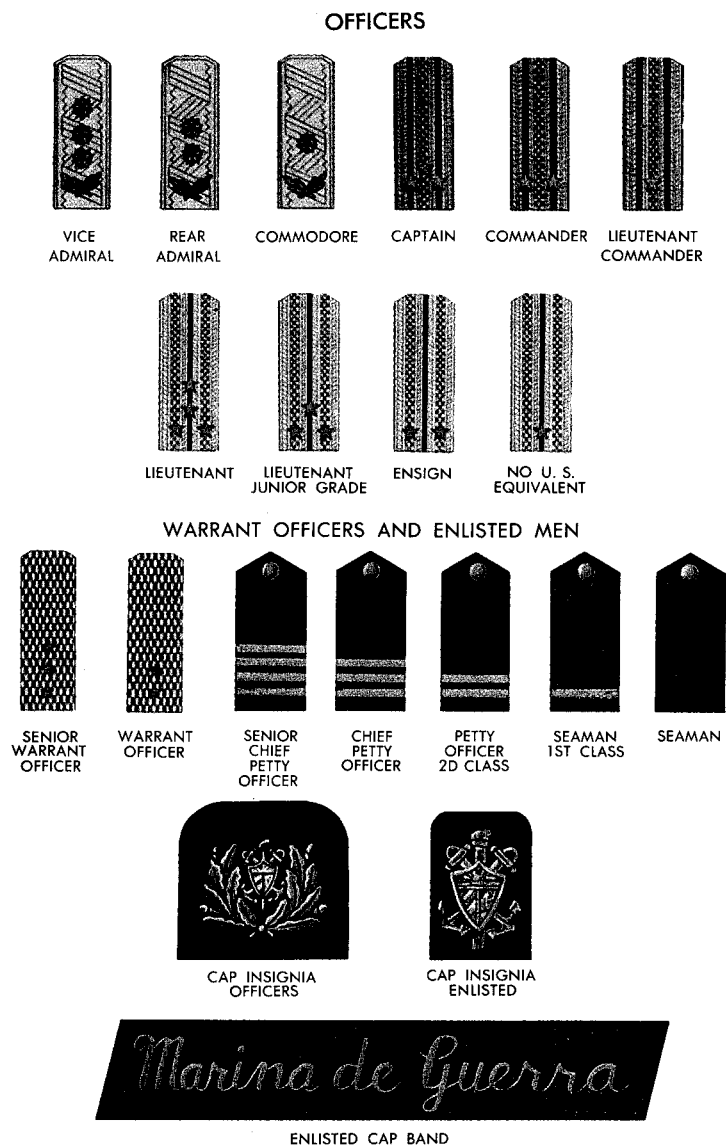 OFFICERS
VICE ADMIRAL
REAR ADMIRAL
COMMODORE
CAPTAIN
COMMANDER
LIEUTENANT COMMANDER
LIEUTENANT
LIEUTENANT JUNIOR GRADE
ENSIGN
NO U. S. EQUIVALENT
WARRANT OFFICERS AND ENLISTED MEN
SENIOR WARRANT OFFICER
WARRANT OFFICER
SENIOR CHIEF PETTY OFFICER
CHIEF PETTY OFFICER
PETTY OFFICER 2D CLASS
SEAMAN 1ST CLASS
SEAMAN
CAP INSIGNIA OFFICERS
CAP INSIGNIA ENLISTED
Marina de Guerra
ENLISTED CAP BAND